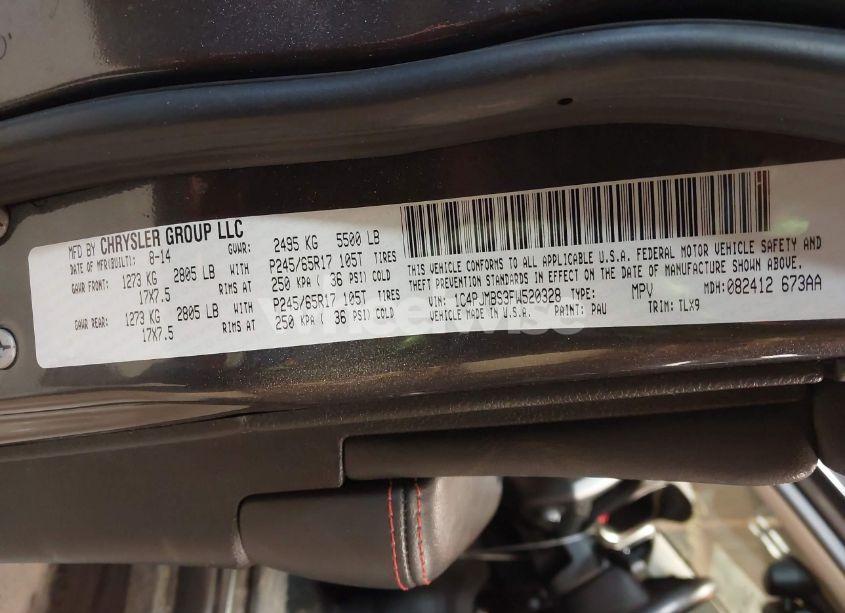 MFD BY CHRYSLER GROUP LLC
DATE OF MFR(BUILT): 8-14 GVWR: 2495 KG 5500 LB
GAWR FRONT: 1273 KG 2805 LB WITH P245/65R17 105T TIRES
17X7.5 RIMS AT 250 KPA ( 36 PSI) COLD
GAWR REAR: 1273 KG 2805 LB WITH P245/65R17 105T TIRES
17X7.5 RIMS AT 250 KPA ( 36 PSI) COLD
THIS VEHICLE CONFORMS TO ALL APPLICABLE U.S.A. FEDERAL MOTOR VEHICLE SAFETY AND
THEFT PREVENTION STANDARDS IN EFFECT ON THE DATE OF MANUFACTURE SHOWN ABOVE.
VIN: 1C4PJMBS3FW520328 TYPE: MPV MDH: 082412 673AA
VEHICLE MADE IN U.S.A. PAINT: PAU TRIM: TLX9